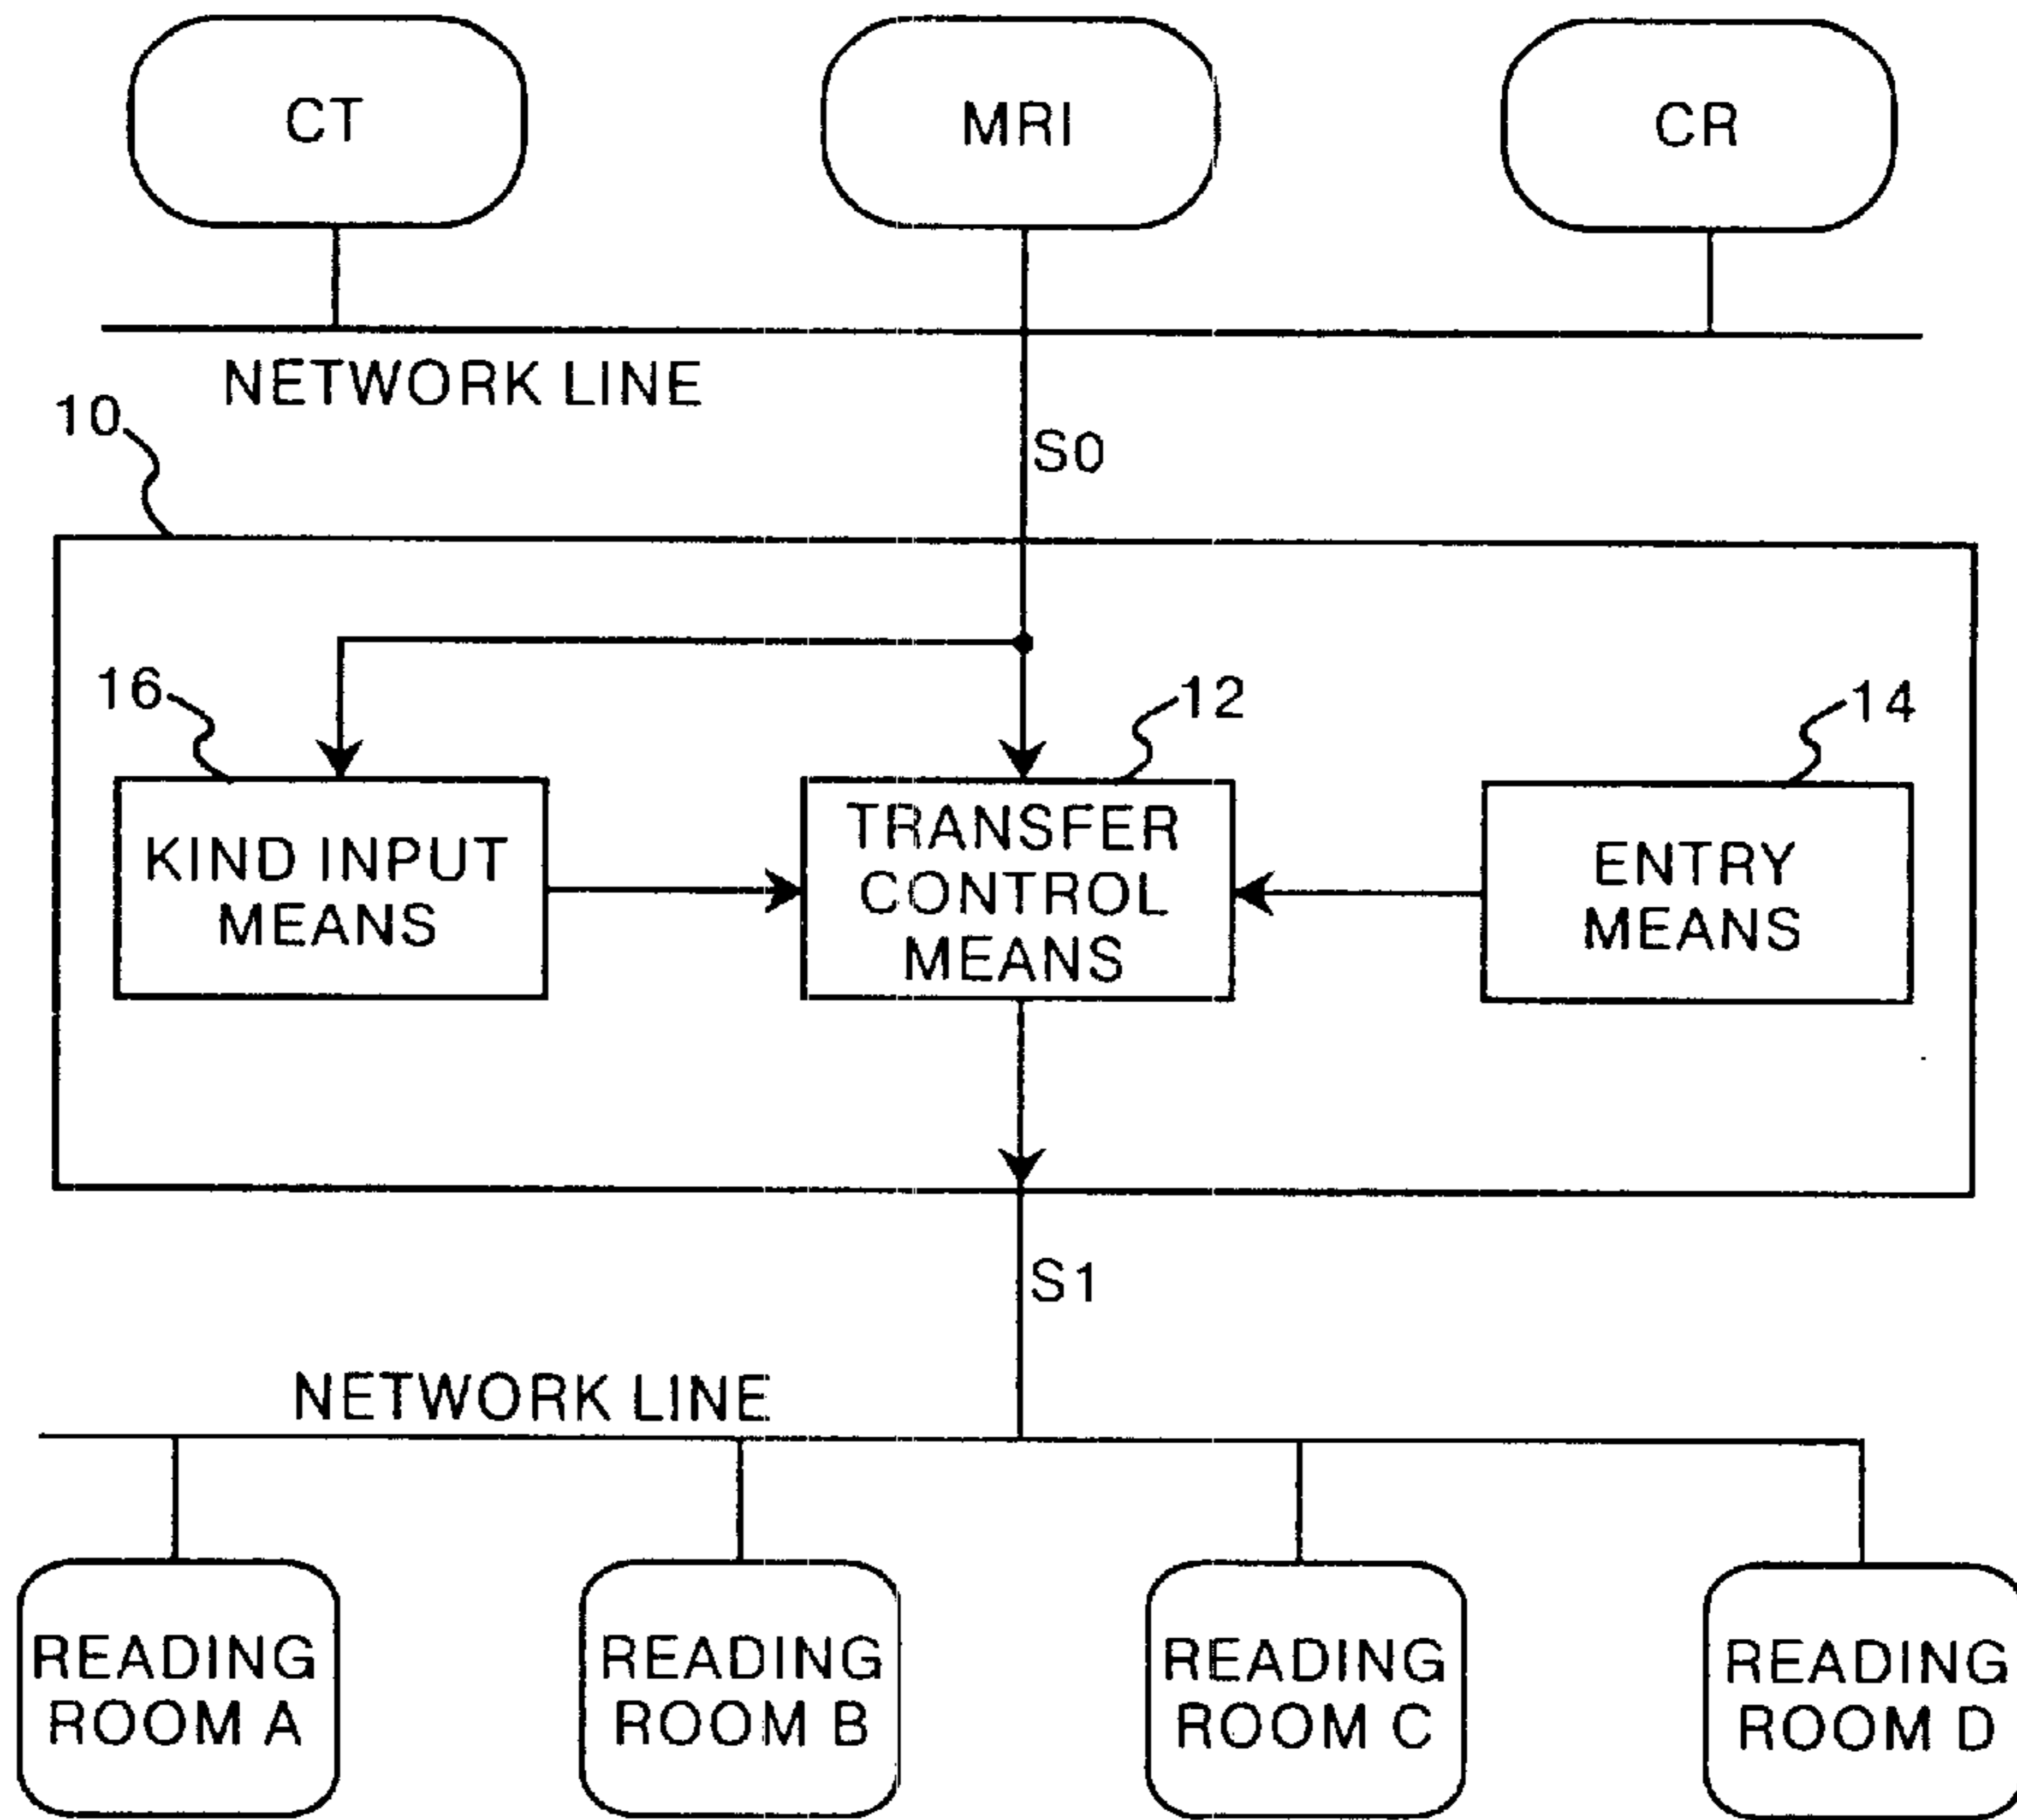 CT
MRI
CR
NETWORK LINE
10
S0
16
12
14
KIND INPUT
MEANS
TRANSFER
CONTROL
MEANS
ENTRY
MEANS
S1
NETWORK LINE
READING
ROOM A
READING
ROOM B
READING
ROOM C
READING
ROOM D